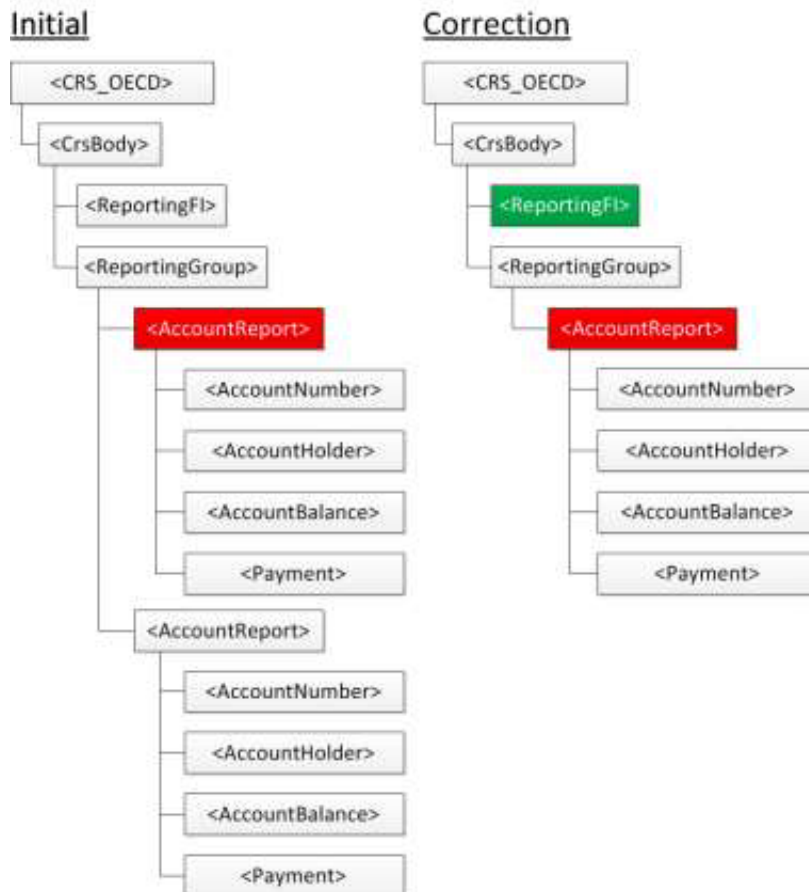 Initial
<CRS_OECD>
<CrsBody>
<ReportingFI>
<ReportingGroup>
<AccountReport>
<AccountNumber>
<AccountHolder>
<AccountBalance>
<Payment>
<AccountReport>
<AccountNumber>
<AccountHolder>
<AccountBalance>
<Payment>
Correction
<CRS_OECD>
<CrsBody>
<ReportingFI>
<ReportingGroup>
<AccountReport>
<AccountNumber>
<AccountHolder>
<AccountBalance>
<Payment>